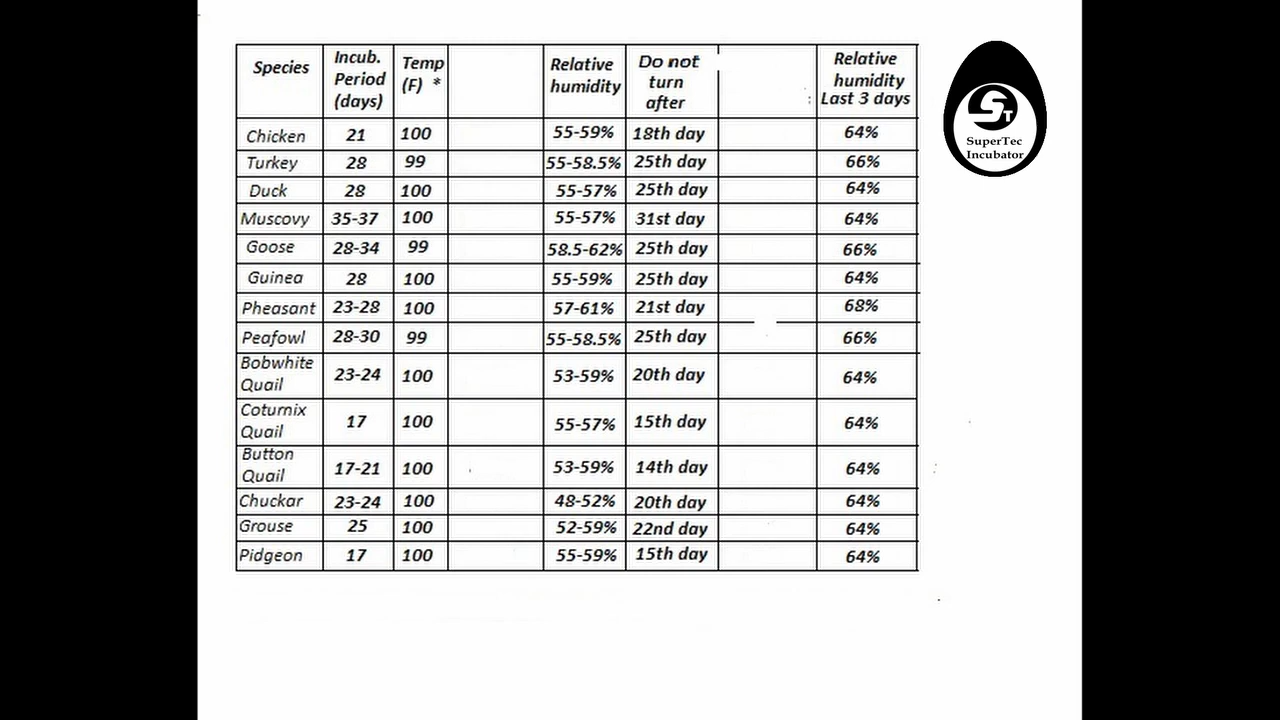 Species Incub. Period (days) Temp (F) * Relative humidity Do not turn after : Relative humidity Last 3 days
Chicken 21 100 55-59% 18th day 64%
Turkey 28 99 55-58.5% 25th day 66%
Duck 28 100 55-57% 25th day 64%
Muscovy 35-37 100 55-57% 31st day 64%
Goose 28-34 99 58.5-62% 25th day 66%
Guinea 28 100 55-59% 25th day 64%
Pheasant 23-28 100 57-61% 21st day 68%
Peafowl 28-30 99 55-58.5% 25th day 66%
Bobwhite Quail 23-24 100 53-59% 20th day 64%
Coturnix Quail 17 100 55-57% 15th day 64%
Button Quail 17-21 100 53-59% 14th day 64%
Chuckar 23-24 100 48-52% 20th day 64%
Grouse 25 100 52-59% 22nd day 64%
Pidgeon 17 100 55-59% 15th day 64%
ST
SuperTec
Incubator